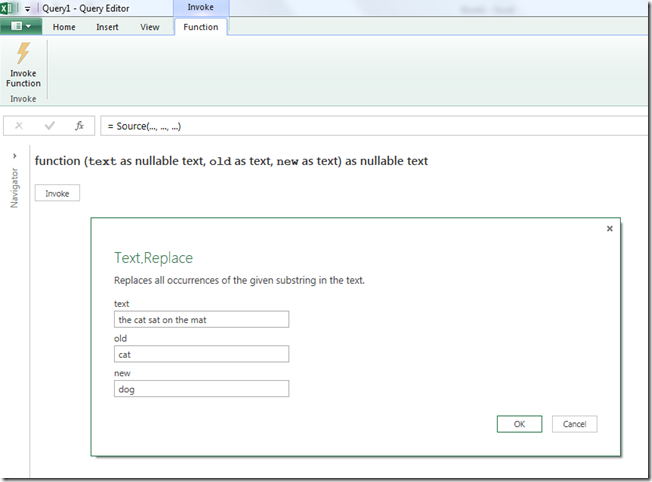 Query1 - Query Editor
Invoke
Home Insert View Function
Invoke
Function
Invoke
= Source(..., ..., ...)
Navigator
function (text as nullable text, old as text, new as text) as nullable text
Invoke
Text.Replace
Replaces all occurrences of the given substring in the text.
text
the cat sat on the mat
old
cat
new
dog
OK Cancel